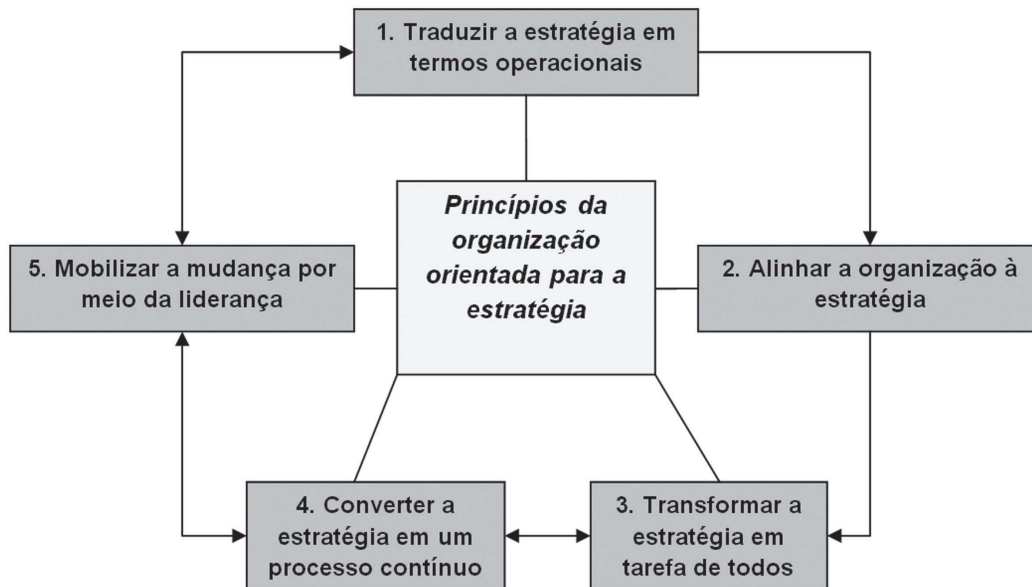 1. Traduzir a estratégia em
termos operacionais
Princípios da
organização
orientada para a
estratégia
5. Mobilizar a mudança por
meio da liderança
2. Alinhar a organização à
estratégia
4. Converter a
estratégia em um
processo contínuo
3. Transformar a
estratégia em
tarefa de todos